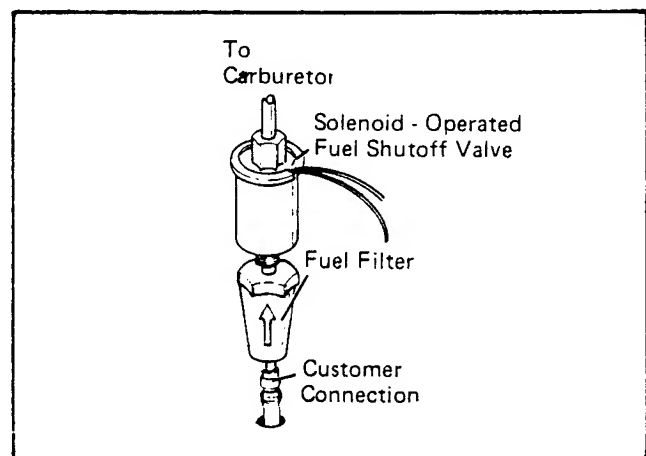 To
Carburetor
Solenoid - Operated
Fuel Shutoff Valve
Fuel Filter
Customer
Connection